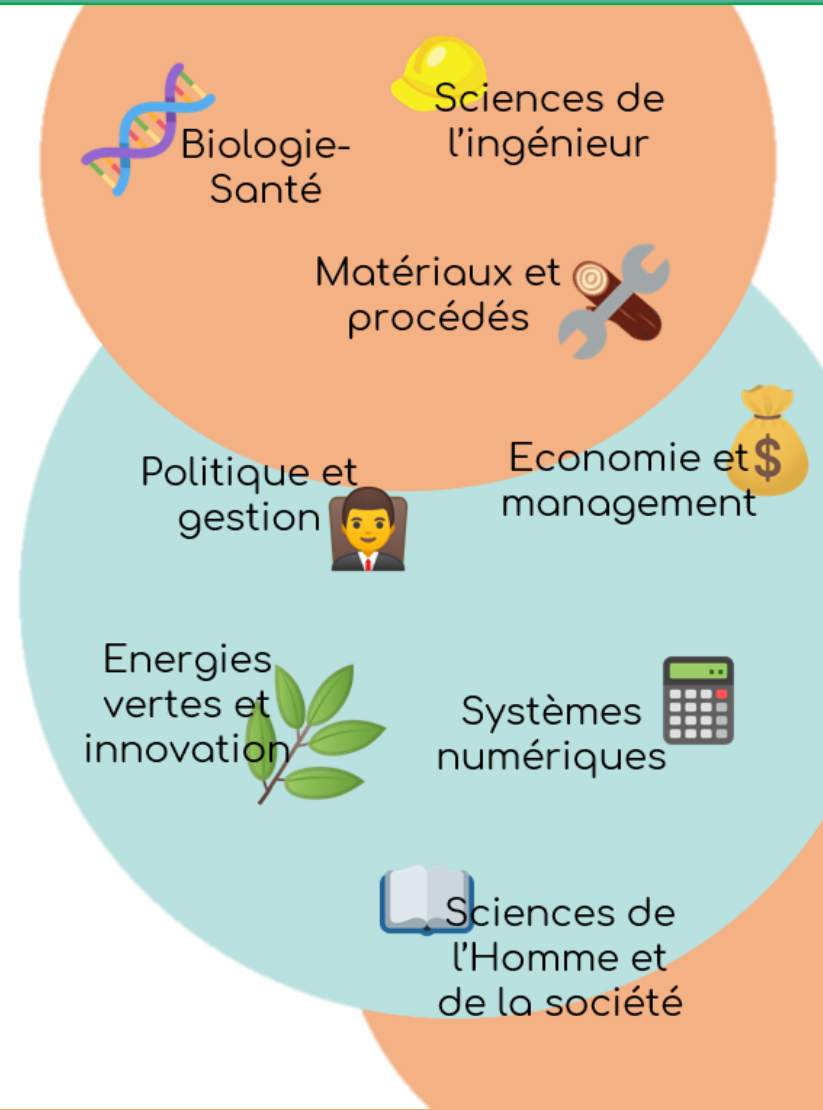 Biologie-
Santé
Sciences de
l'ingénieur
Matériaux et
procédés
Politique et
gestion
Economie et
management
$
Energies
vertes et
innovation
Systèmes
numériques
Sciences de
l'Homme et
de la société